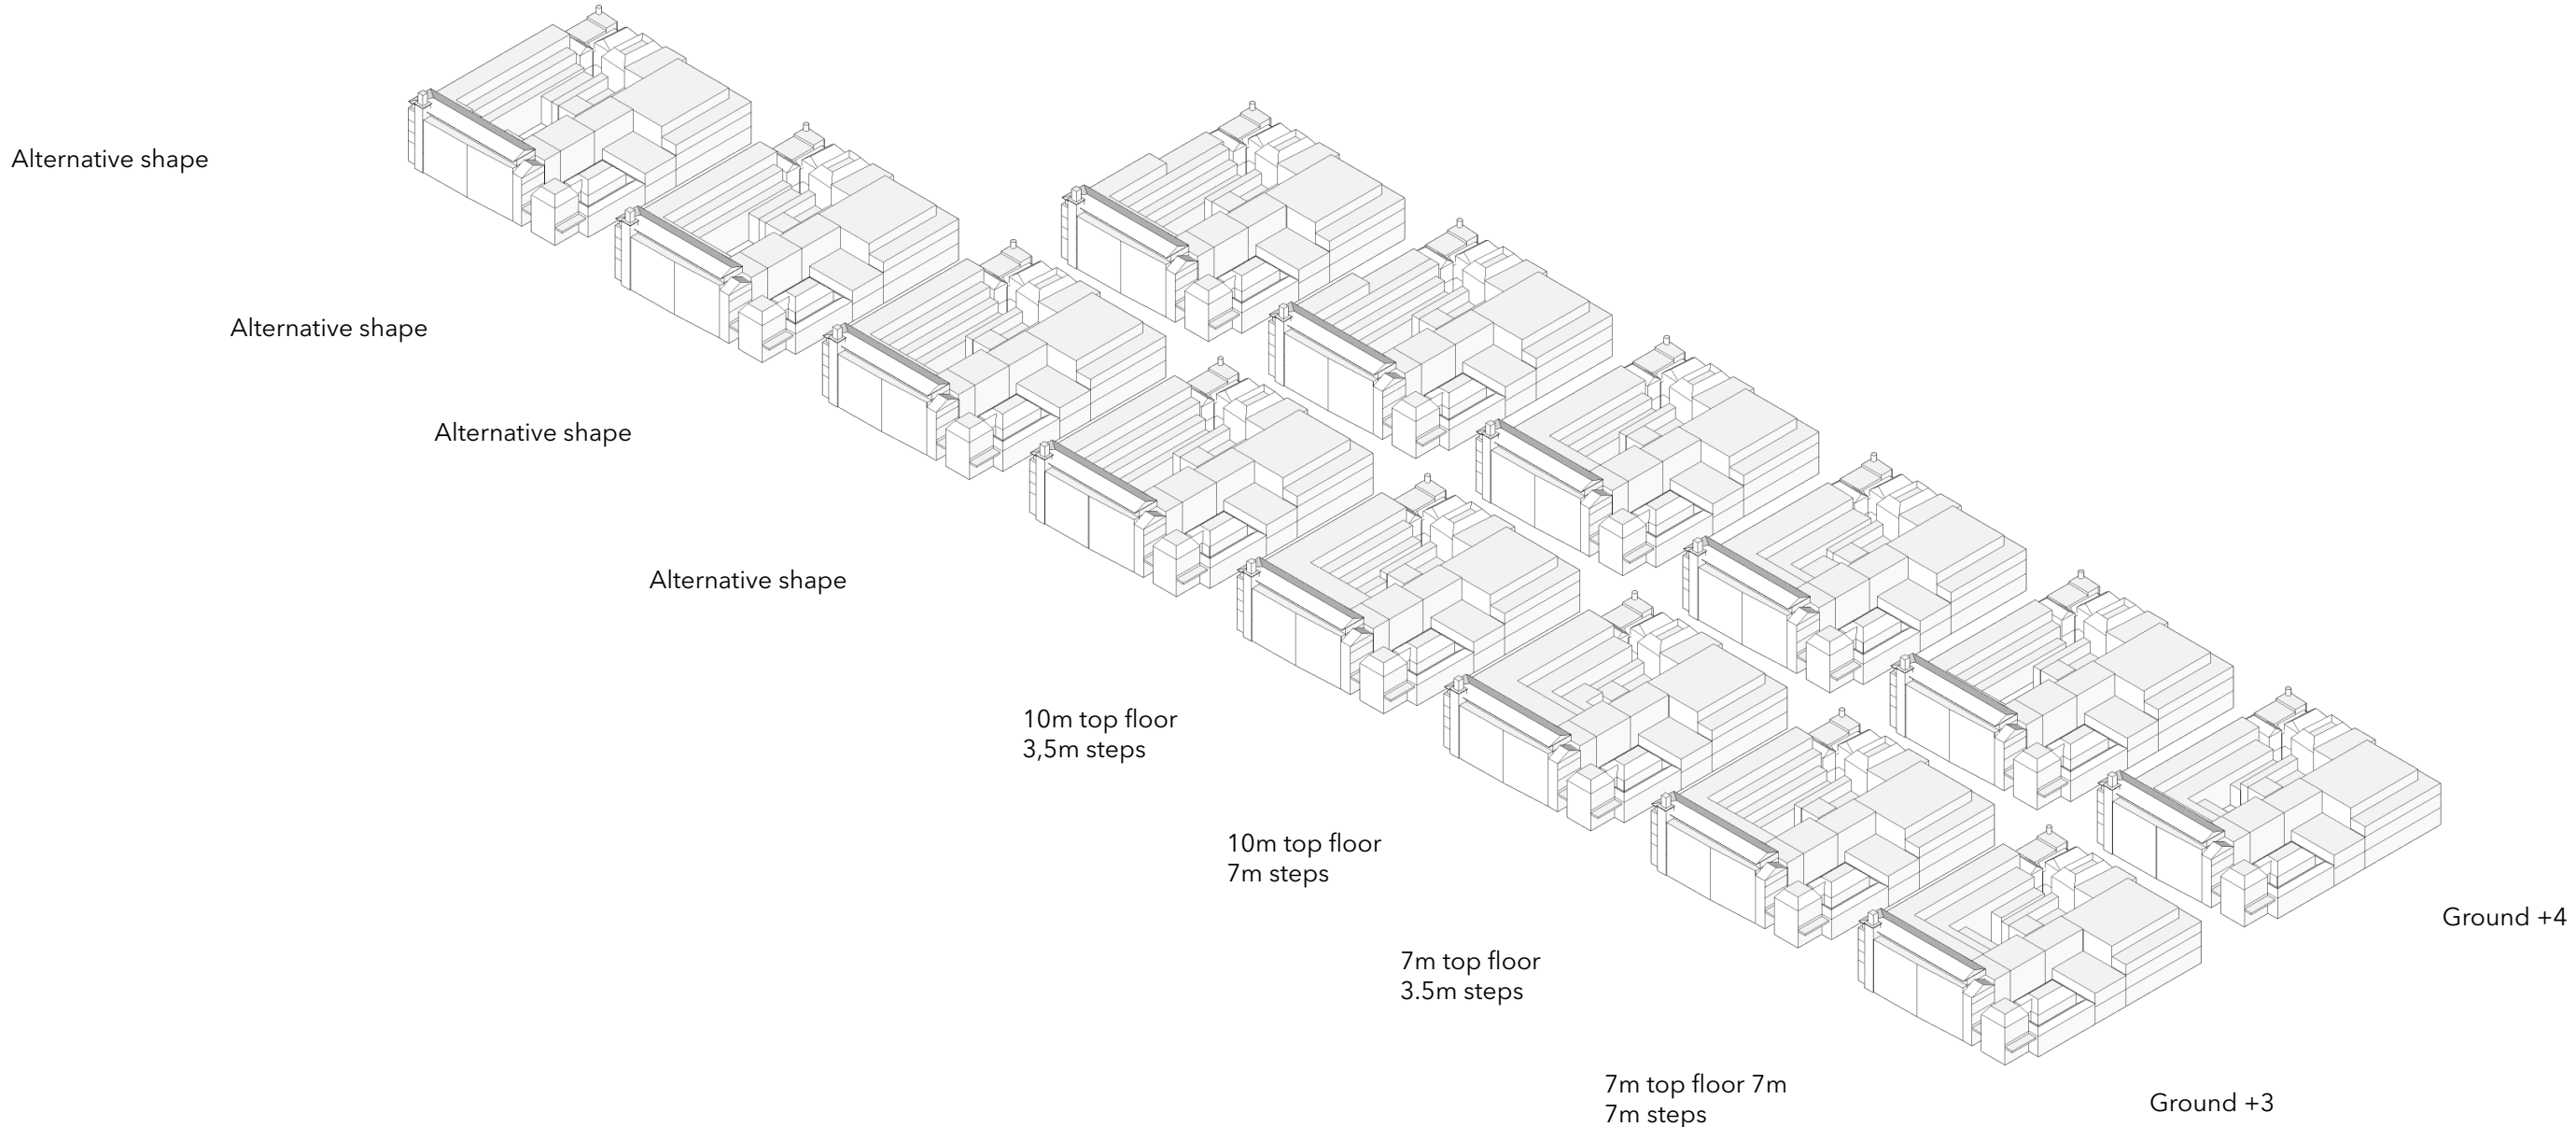 Alternative shape
Alternative shape
Alternative shape
Alternative shape
10m top floor
3,5m steps
10m top floor
7m steps
7m top floor
3.5m steps
7m top floor 7m
7m steps
Ground +4
Ground +3